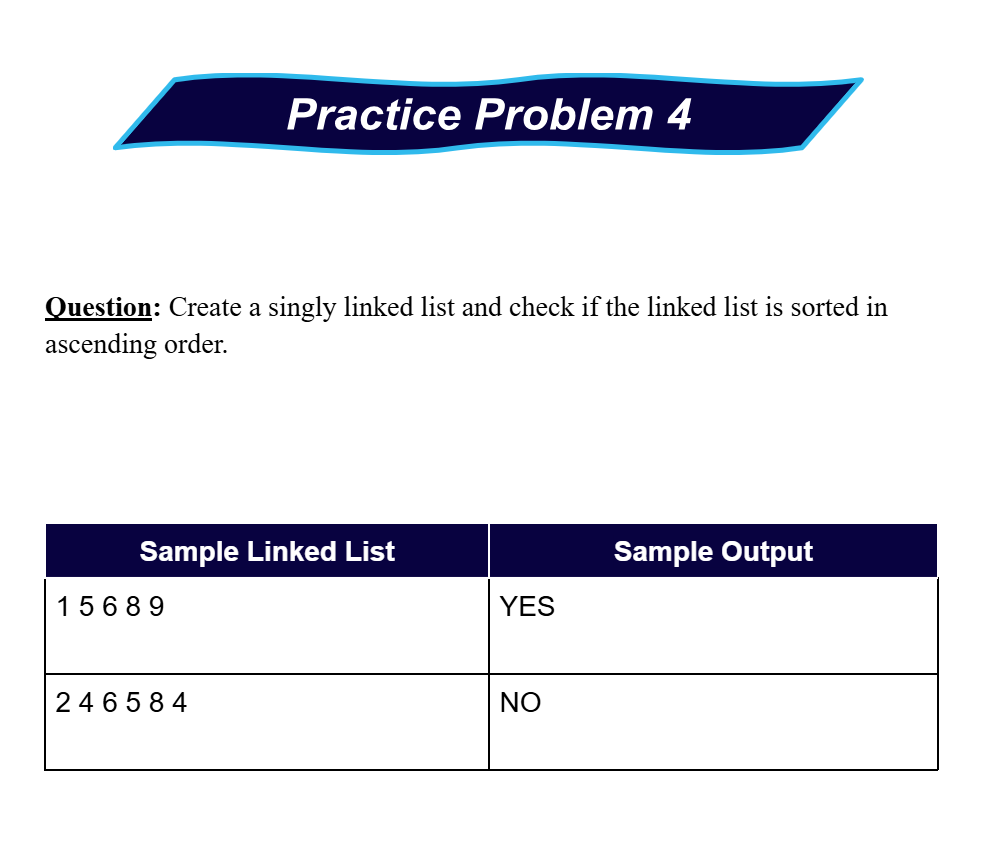 Practice Problem 4
Question: Create a singly linked list and check if the linked list is sorted in
ascending order.
Sample Linked List Sample Output
1 5 6 8 9 YES
2 4 6 5 8 4 NO